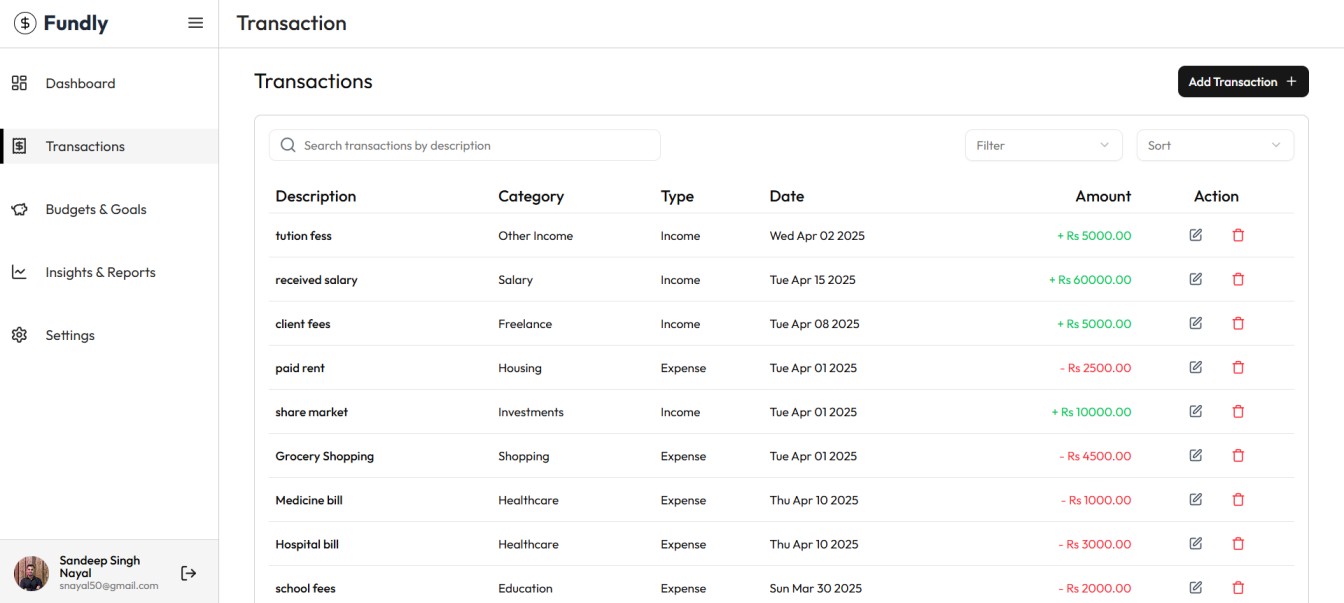 $ Fundly
Transaction
Dashboard
Transactions
Budgets & Goals
Insights & Reports
Settings
Transactions
Add Transaction +
Search transactions by description
Filter
Sort
Description Category Type Date Amount Action
tution fess Other Income Income Wed Apr 02 2025 + Rs 5000.00
received salary Salary Income Tue Apr 15 2025 + Rs 60000.00
client fees Freelance Income Tue Apr 08 2025 + Rs 5000.00
paid rent Housing Expense Tue Apr 01 2025 - Rs 2500.00
share market Investments Income Tue Apr 01 2025 + Rs 10000.00
Grocery Shopping Shopping Expense Tue Apr 01 2025 - Rs 4500.00
Medicine bill Healthcare Expense Thu Apr 10 2025 - Rs 1000.00
Hospital bill Healthcare Expense Thu Apr 10 2025 - Rs 3000.00
school fees Education Expense Sun Mar 30 2025 - Rs 2000.00
Sandeep Singh
Nayal
snayal50@gmail.com